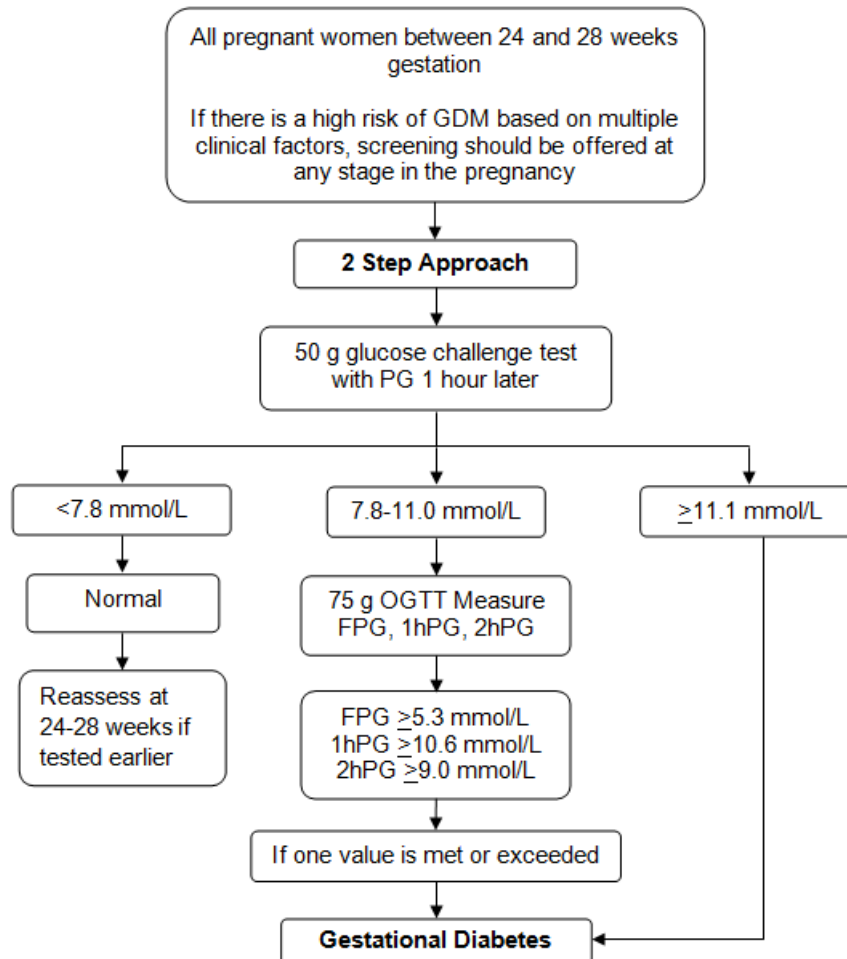 All pregnant women between 24 and 28 weeks
gestation
If there is a high risk of GDM based on multiple
clinical factors, screening should be offered at
any stage in the pregnancy
2 Step Approach
50 g glucose challenge test
with PG 1 hour later
<7.8 mmol/L
7.8-11.0 mmol/L
≥11.1 mmol/L
Normal
75 g OGTT Measure
FPG, 1hPG, 2hPG
Reassess at
24-28 weeks if
tested earlier
FPG ≥5.3 mmol/L
1hPG ≥10.6 mmol/L
2hPG ≥9.0 mmol/L
If one value is met or exceeded
Gestational Diabetes